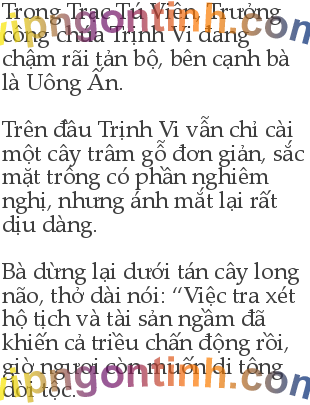 Trong Trạc Tú Viên, Trưởng
công chúa Trịnh Vi đang
chậm rãi tản bộ, bên cạnh bà
là Uông Ấn.
Trên đầu Trịnh Vi vẫn chỉ cài
một cây trâm gỗ đơn giản, sắc
mặt trông có phần nghiêm
nghị, nhưng ánh mắt lại rất
dịu dàng.
Bà dừng lại dưới tán cây long
não, thở dài nói: “Việc tra xét
hộ tịch và tài sản ngầm đã
khiến cả triều chấn động rồi,
giờ ngươi còn muốn di tông
dời tộc.